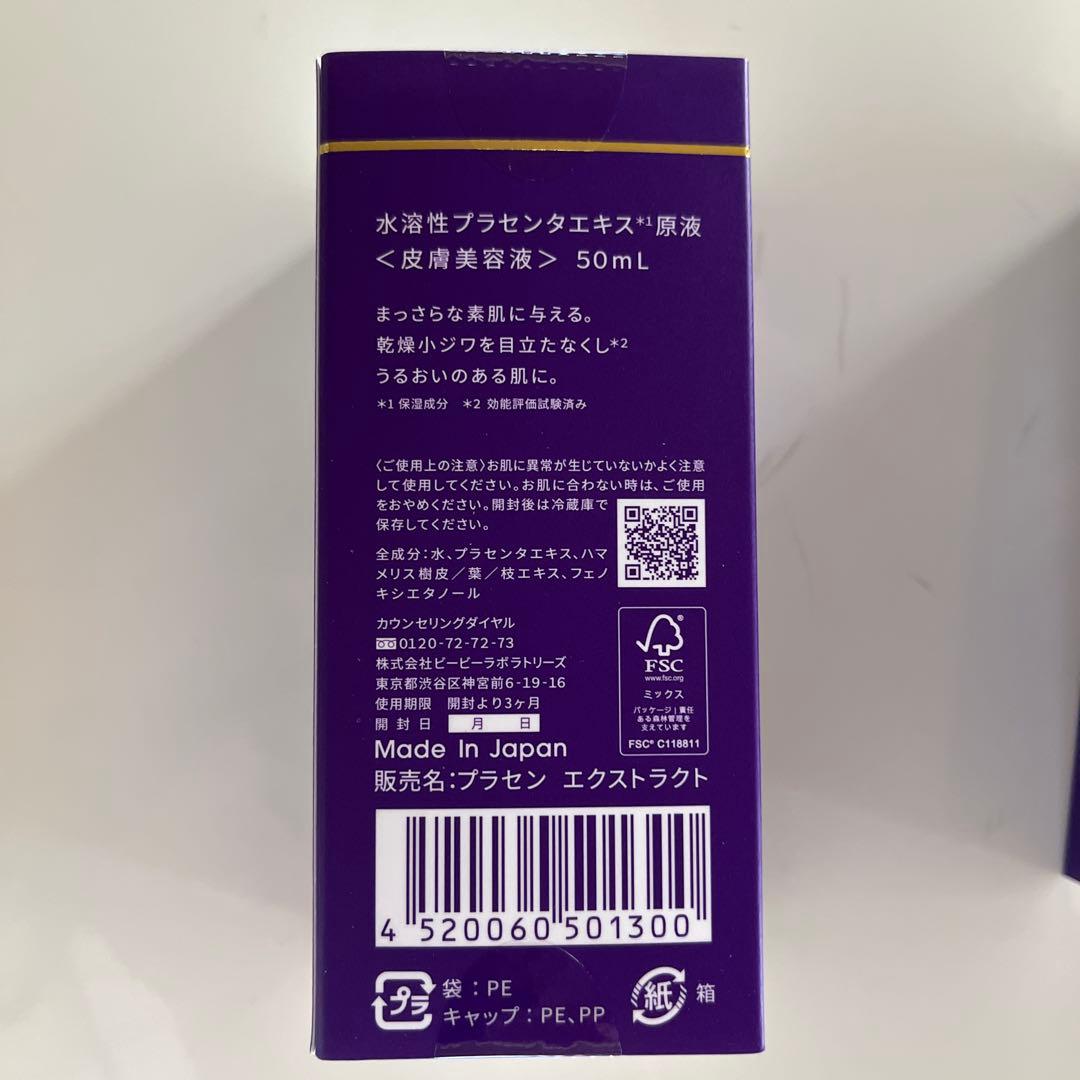 水溶性プラセンタエキス*1原液
＜皮膚美容液＞ 50mL
まっさらな素肌に与える。
乾燥小ジワを目立たなくし*2
うるおいのある肌に。
*1 保湿成分 *2 効能評価試験済み
〈ご使用上の注意〉お肌に異常が生じていないかよく注意
して使用してください。お肌に合わない時は、ご使用
をおやめください。開封後は冷蔵庫で
保存してください。
全成分：水、プラセンタエキス、ハマ
メリス樹皮／葉／枝エキス、フェノ
キシエタノール
カウンセリングダイヤル
0120-72-72-73
株式会社ビービーラボラトリーズ
東京都渋谷区神宮前6-19-16
使用期限 開封より3ヶ月
開封日 月 日
FSC
www.fsc.org
ミックス
パッケージ｜責任
ある森林管理を
支えています
FSC® C118811
Made In Japan
販売名：プラセン エクストラクト
4 520060 501300
プラ
袋：PE
キャップ：PE、PP
紙
箱